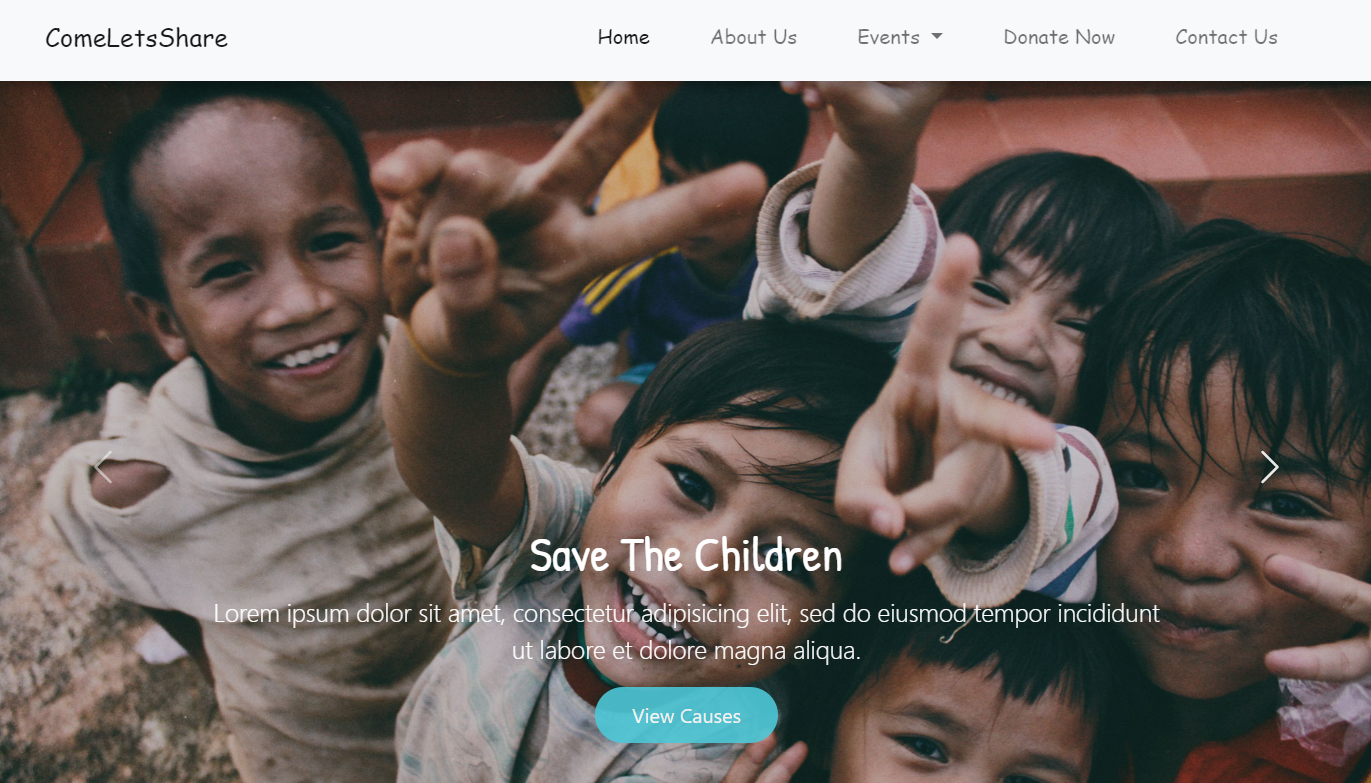 ComeLetsShare
Home About Us Events Donate Now Contact Us
Save The Children
Lorem ipsum dolor sit amet, consectetur adipisicing elit, sed do eiusmod tempor incididunt
ut labore et dolore magna aliqua.
View Causes